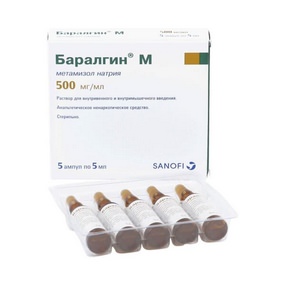 Баралгин® М
метамизол натрия
500 мг/мл
Раствор для внутривенного и внутримышечного введения
Анальгетическое ненаркотическое средство.
Стерильно.
5 ампул по 5 мл
SANOFI